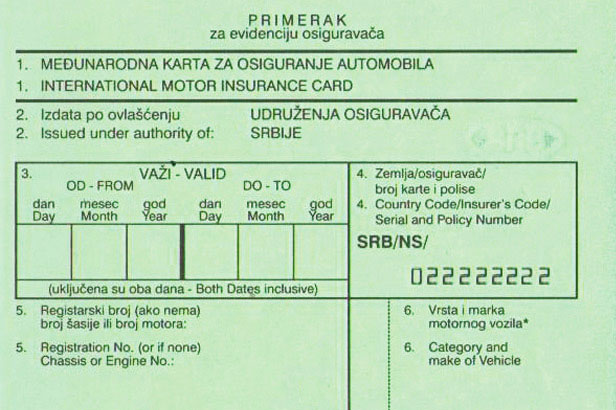 PRIMERAK
za evidenciju osiguravača
1. MEĐUNARODNA KARTA ZA OSIGURANJE AUTOMOBILA
1. INTERNATIONAL MOTOR INSURANCE CARD
2. Izdata po ovlašćenju UDRUŽENJA OSIGURAVAČA
2. Issued under authority of: SRBIJE
3. VAŽI - VALID
OD - FROM DO - TO
dan mesec god dan mesec god
Day Month Year Day Month Year
(uključena su oba dana - Both Dates inclusive)
4. Zemlja/osiguravač/
broj karte i polise
4. Country Code/Insurer's Code/
Serial and Policy Number
SRB/NS/
022222222
5. Registarski broj (ako nema)
broj šasije ili broj motora:
5. Registration No. (or if none)
Chassis or Engine No.:
6. Vrsta i marka
motornog vozila*
6. Category and
make of Vehicle